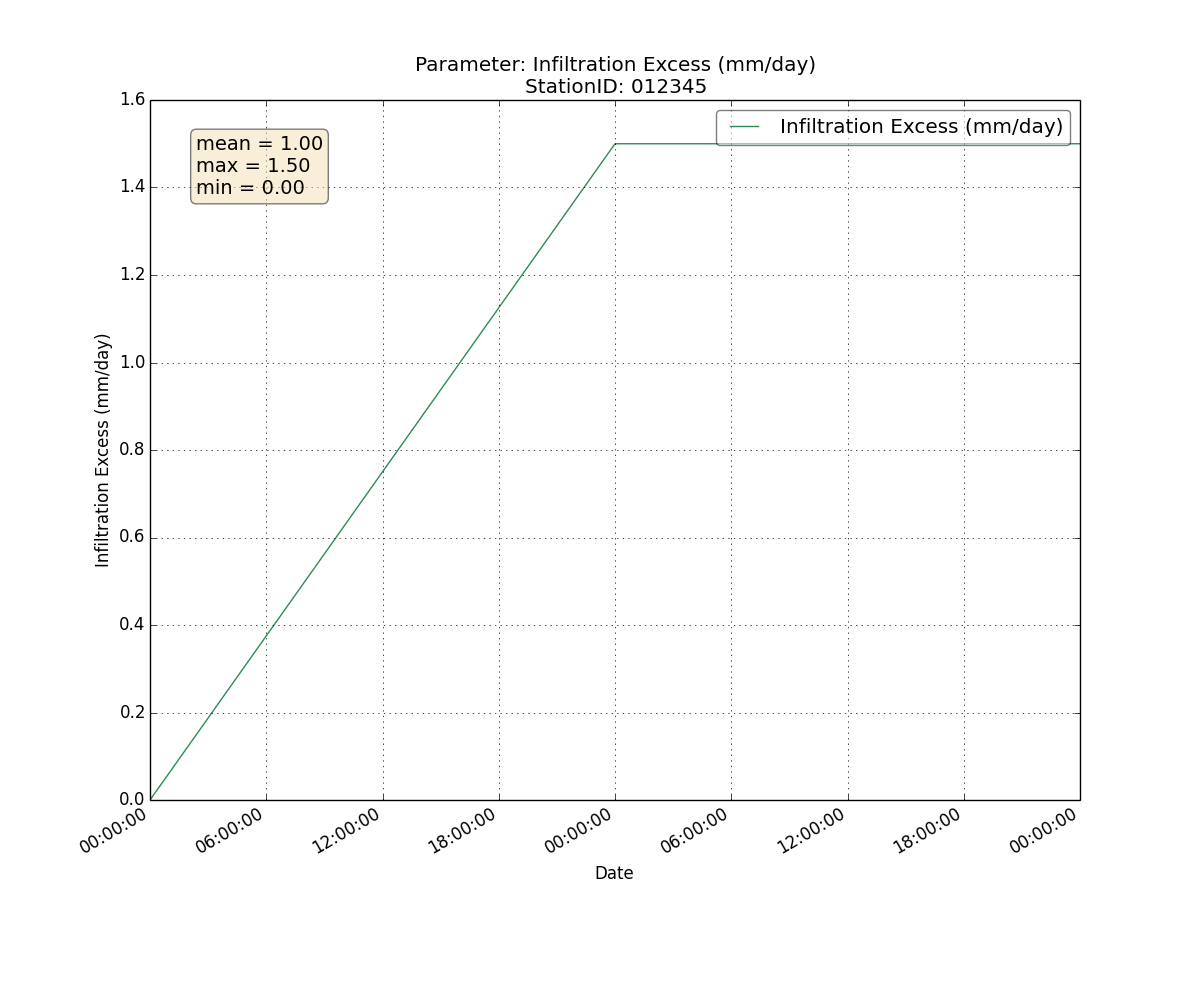 Parameter: Infiltration Excess (mm/day)
StationID: 012345
Infiltration Excess (mm/day)
mean = 1.00
max = 1.50
min = 0.00
1.6
1.4
1.2
1.0
0.8
0.6
0.4
0.2
0.0
Infiltration Excess (mm/day)
00:00:00
06:00:00
12:00:00
18:00:00
00:00:00
06:00:00
12:00:00
18:00:00
00:00:00
Date